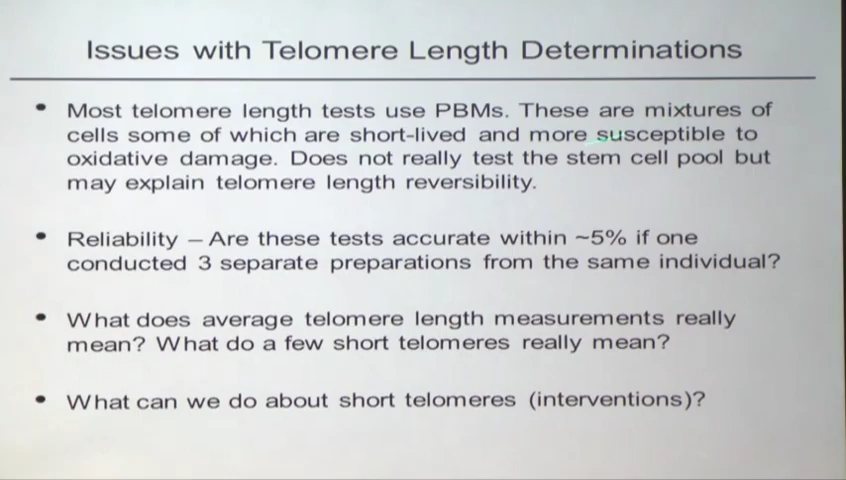 Issues with Telomere Length Determinations
• Most telomere length tests use PBMs. These are mixtures of
cells some of which are short-lived and more susceptible to
oxidative damage. Does not really test the stem cell pool but
may explain telomere length reversibility.
• Reliability – Are these tests accurate within ~5% if one
conducted 3 separate preparations from the same individual?
• What does average telomere length measurements really
mean? What do a few short telomeres really mean?
• What can we do about short telomeres (interventions)?